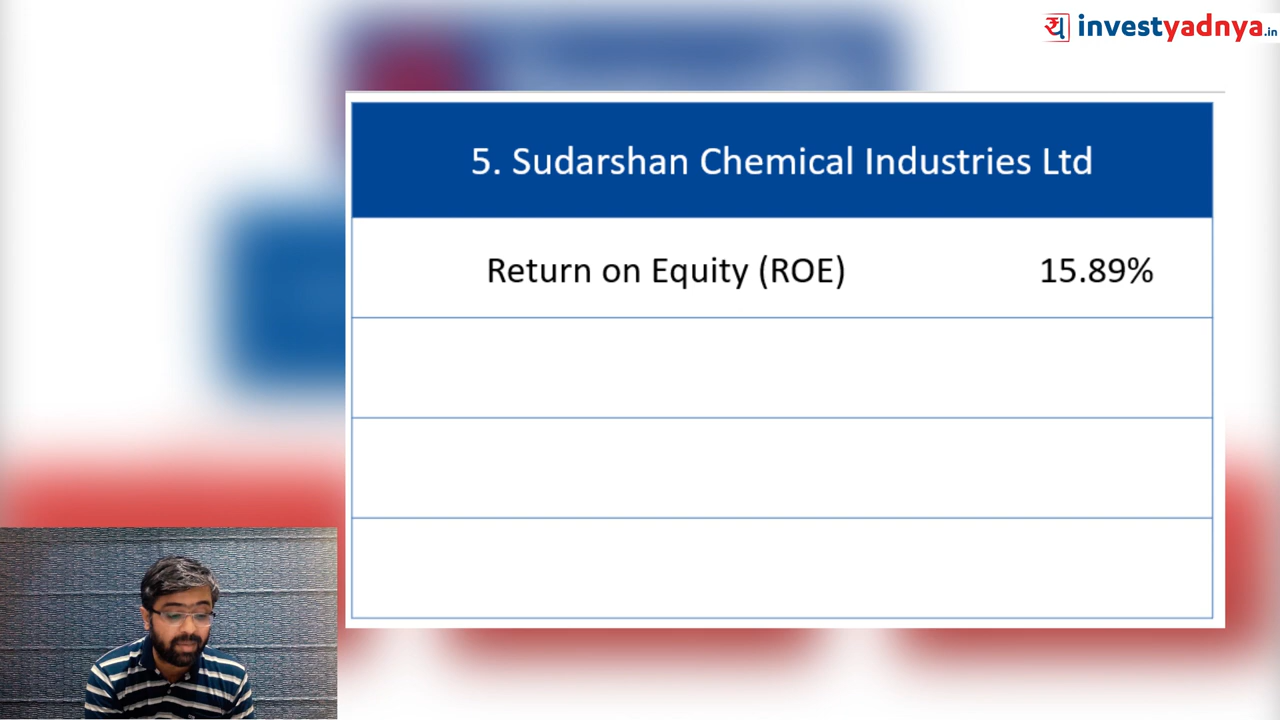 य investyadnya.in
5. Sudarshan Chemical Industries Ltd
Return on Equity (ROE) 15.89%